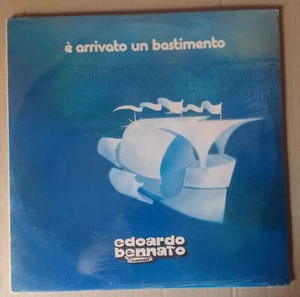 è arrivato un bastimento
edoardo
bennato